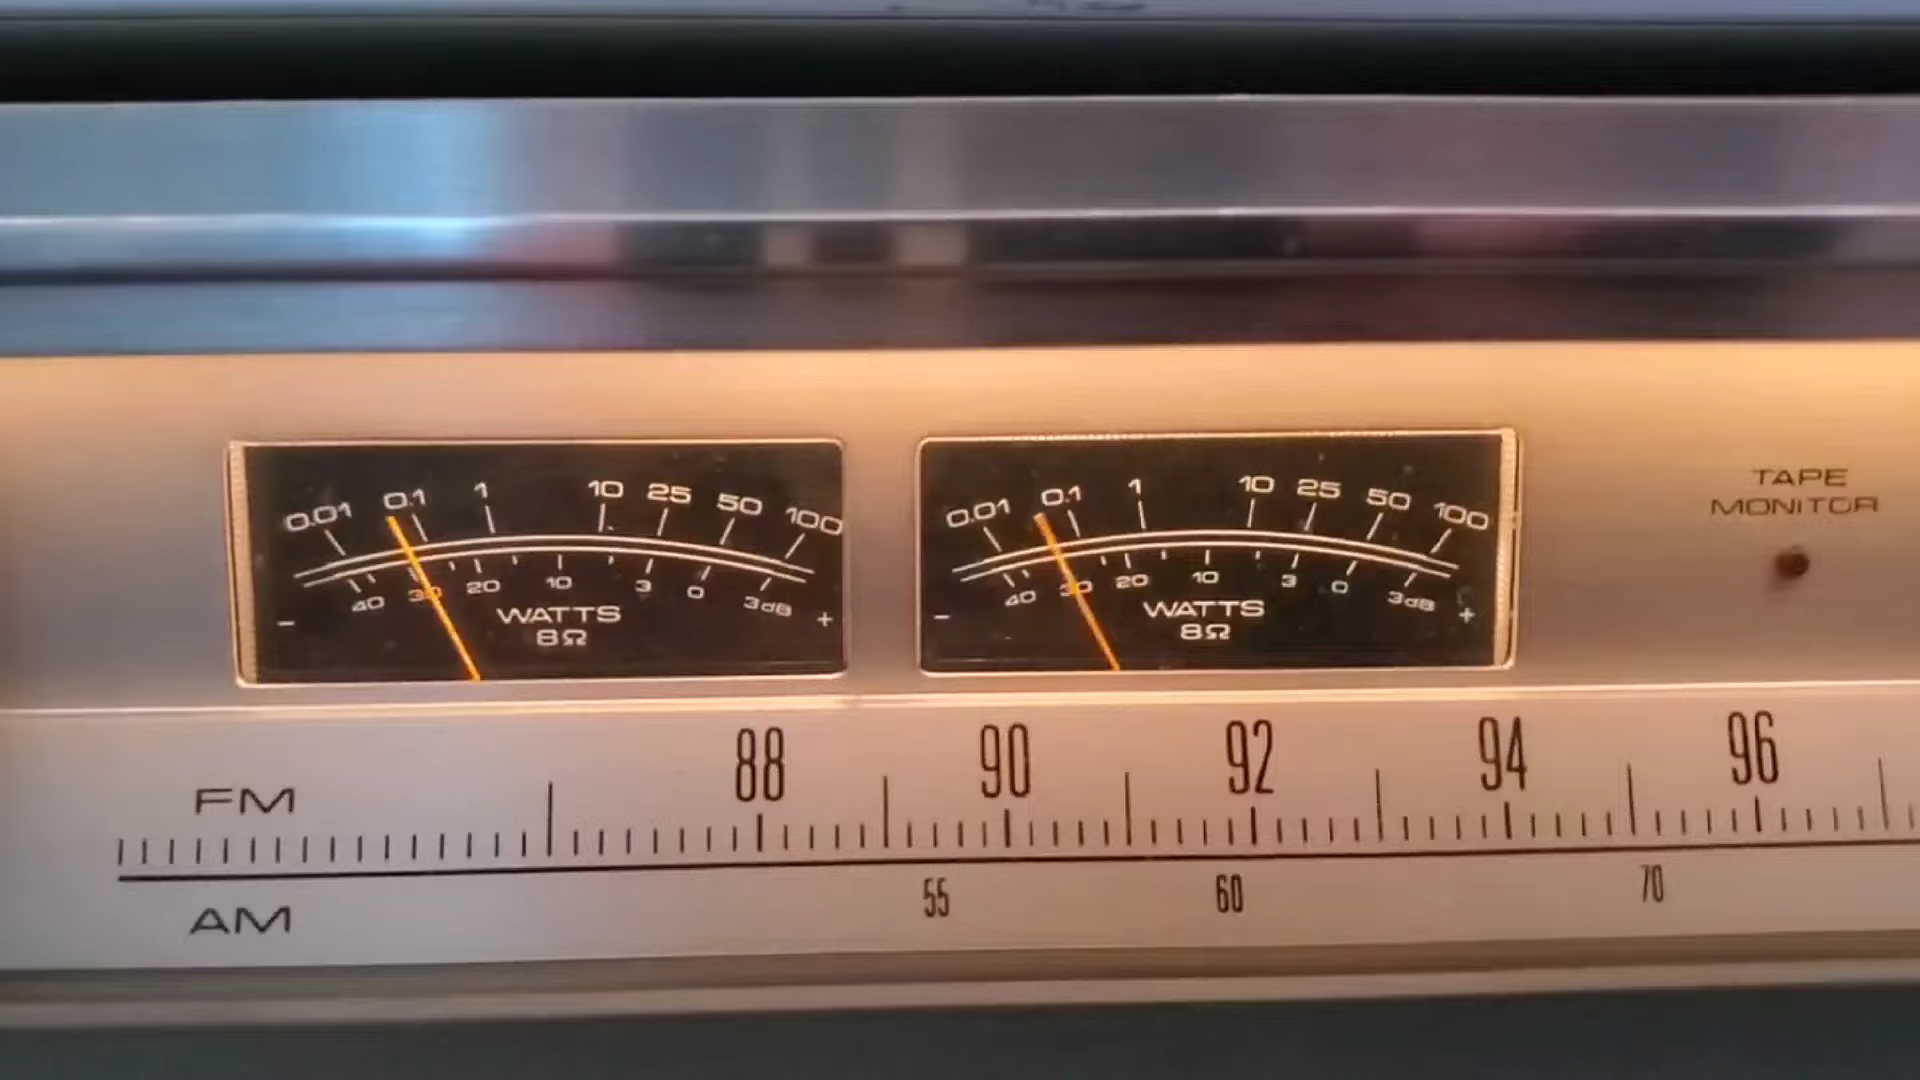 0.01 0.1 1 10 25 50 100
40 30 20 10 3 0 3dB
- WATTS +
8Ω
0.01 0.1 1 10 25 50 100
40 30 20 10 3 0 3dB
- WATTS +
8Ω
TAPE
MONITOR
FM 88 90 92 94 96
AM 55 60 70